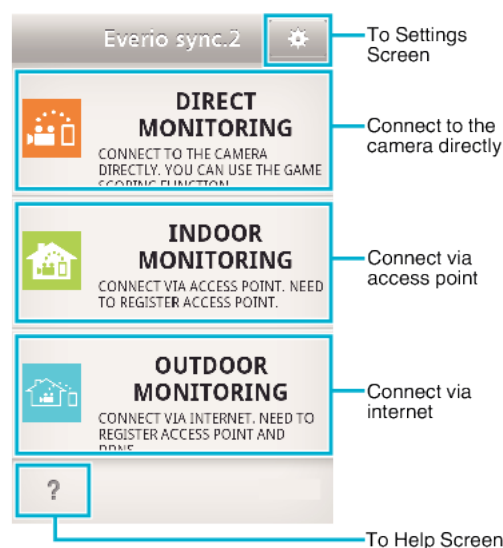 Everio sync.2
To Settings
Screen
DIRECT
MONITORING
CONNECT TO THE CAMERA
DIRECTLY. YOU CAN USE THE GAME
SCORING FUNCTION
Connect to the
camera directly
INDOOR
MONITORING
CONNECT VIA ACCESS POINT. NEED
TO REGISTER ACCESS POINT.
Connect via
access point
OUTDOOR
MONITORING
CONNECT VIA INTERNET. NEED TO
REGISTER ACCESS POINT AND
Connect via
internet
?
To Help Screen